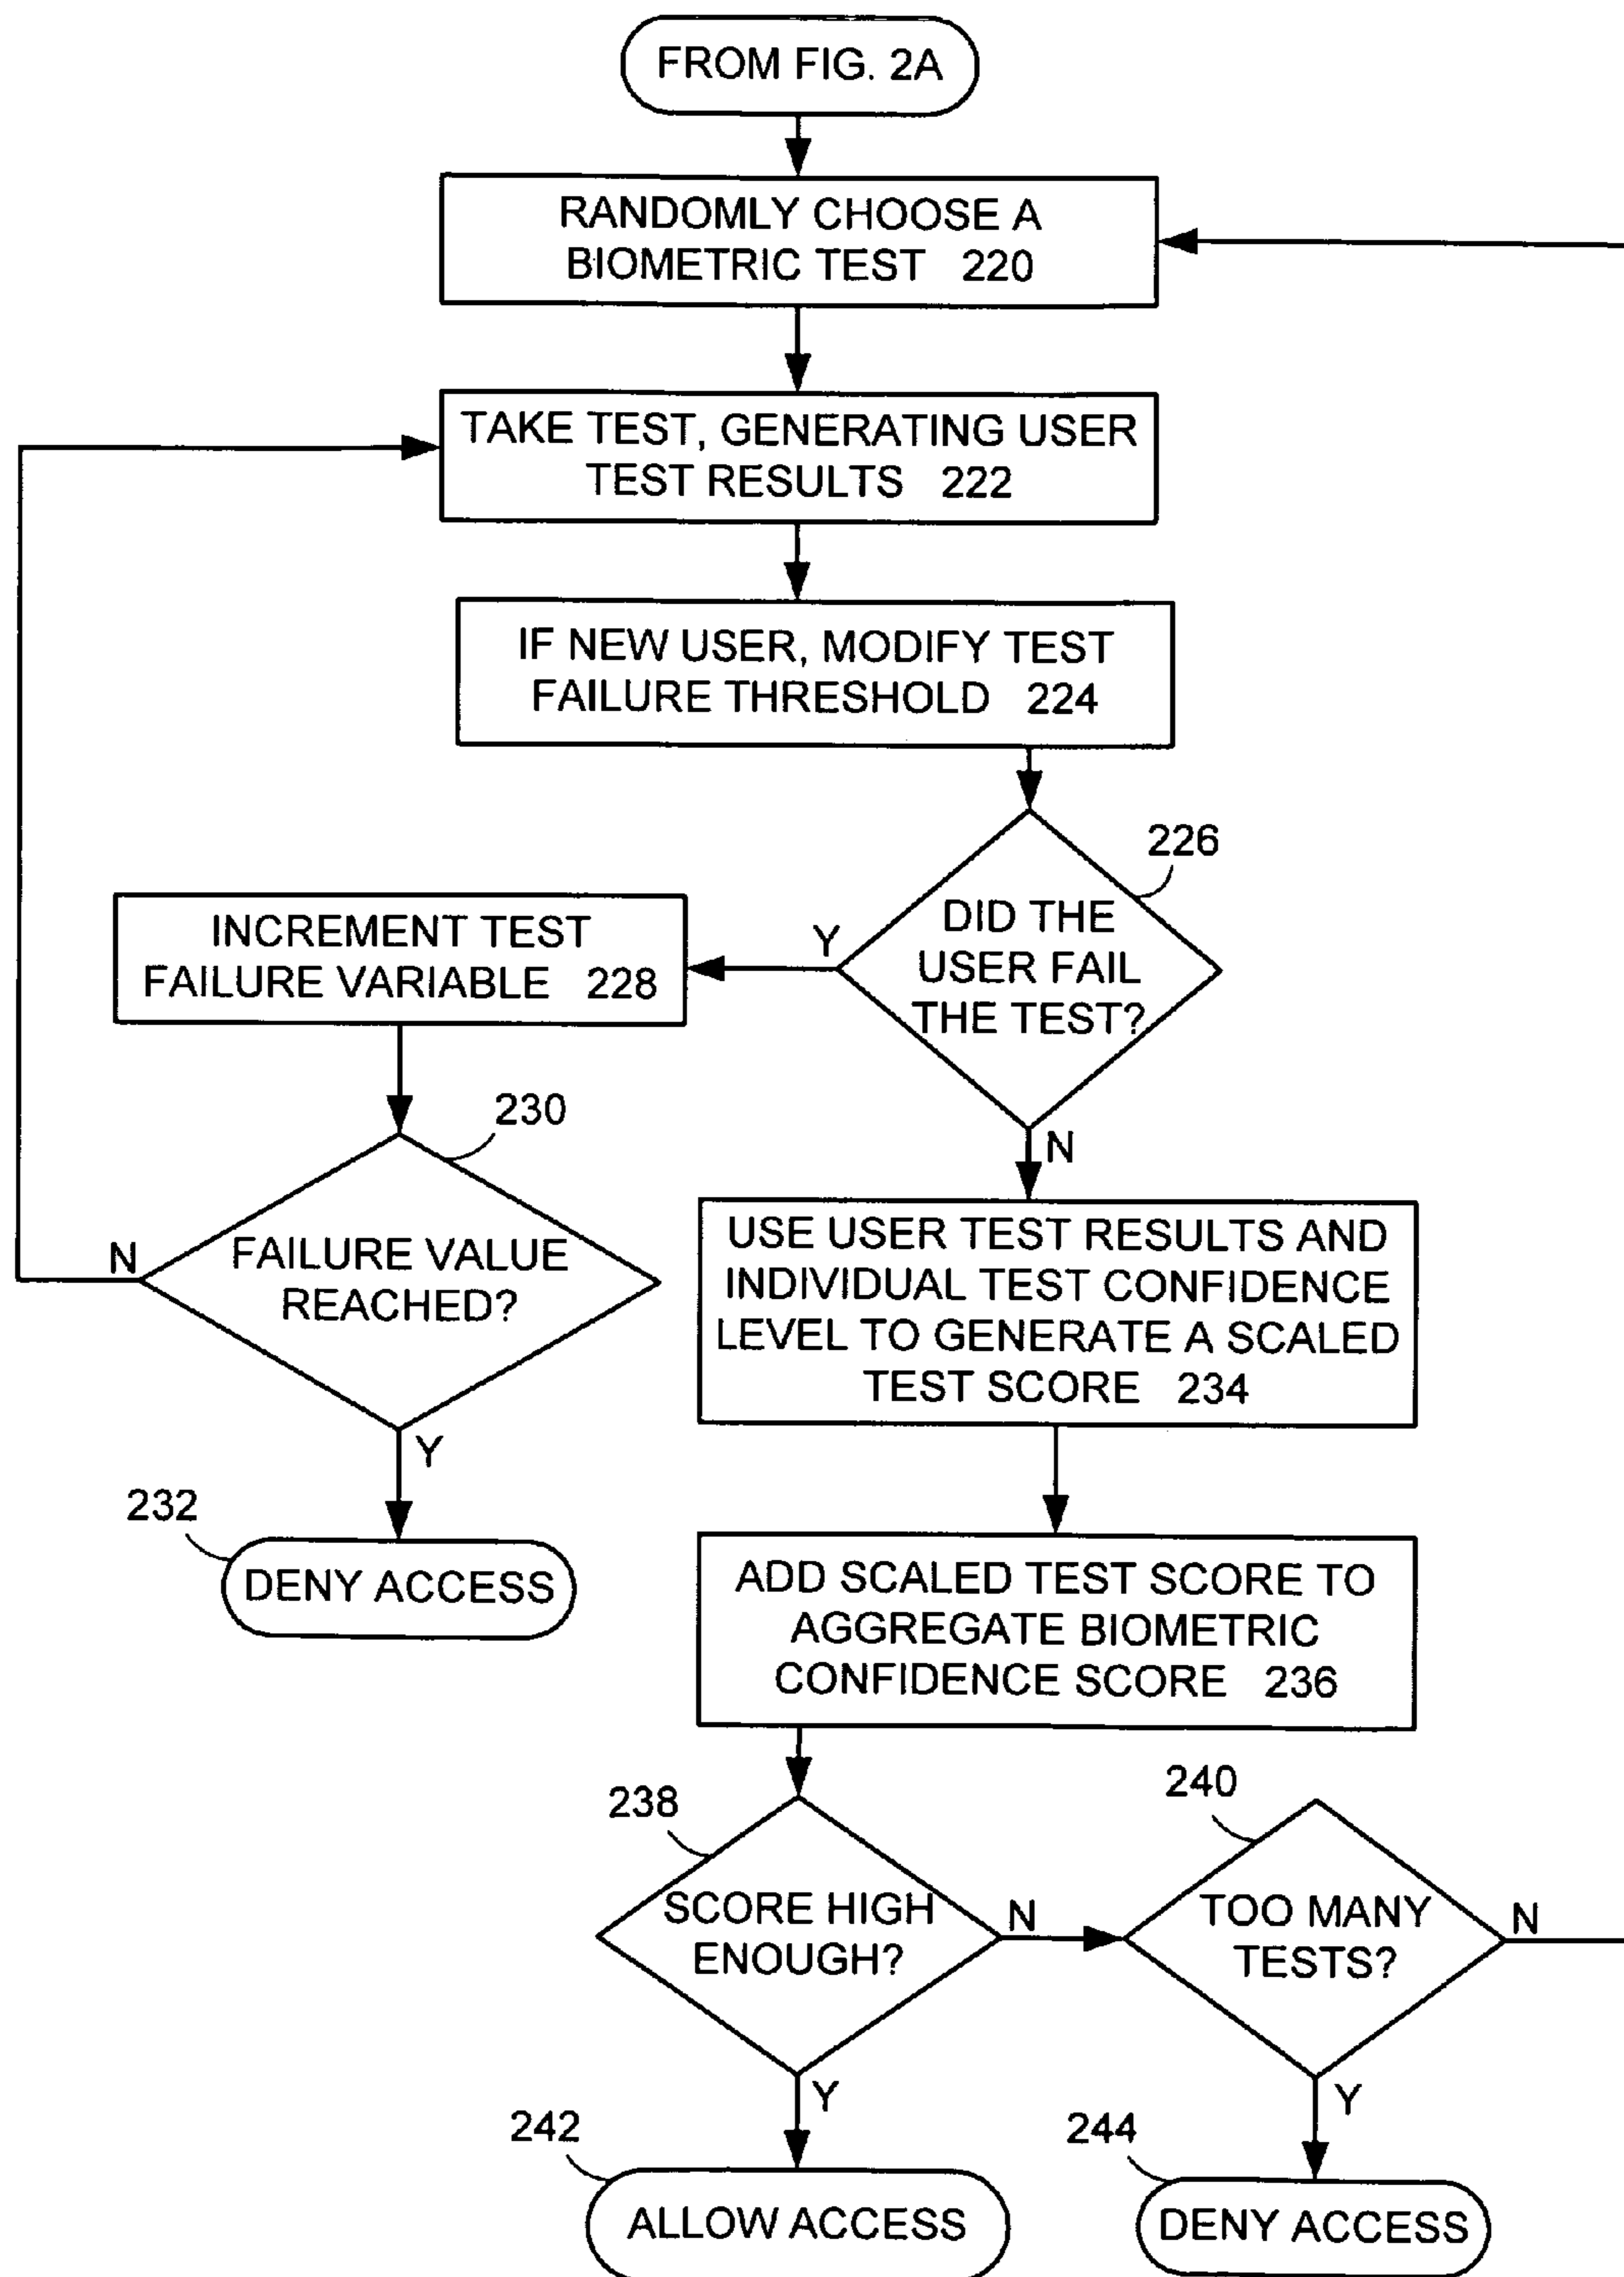 FROM FIG. 2A
RANDOMLY CHOOSE A
BIOMETRIC TEST 220
TAKE TEST, GENERATING USER
TEST RESULTS 222
IF NEW USER, MODIFY TEST
FAILURE THRESHOLD 224
226
DID THE
USER FAIL
THE TEST?
Y
N
INCREMENT TEST
FAILURE VARIABLE 228
230
FAILURE VALUE
REACHED?
N
Y
232
DENY ACCESS
USE USER TEST RESULTS AND
INDIVIDUAL TEST CONFIDENCE
LEVEL TO GENERATE A SCALED
TEST SCORE 234
ADD SCALED TEST SCORE TO
AGGREGATE BIOMETRIC
CONFIDENCE SCORE 236
238
SCORE HIGH
ENOUGH?
N
Y
240
TOO MANY
TESTS?
N
Y
242
ALLOW ACCESS
244
DENY ACCESS